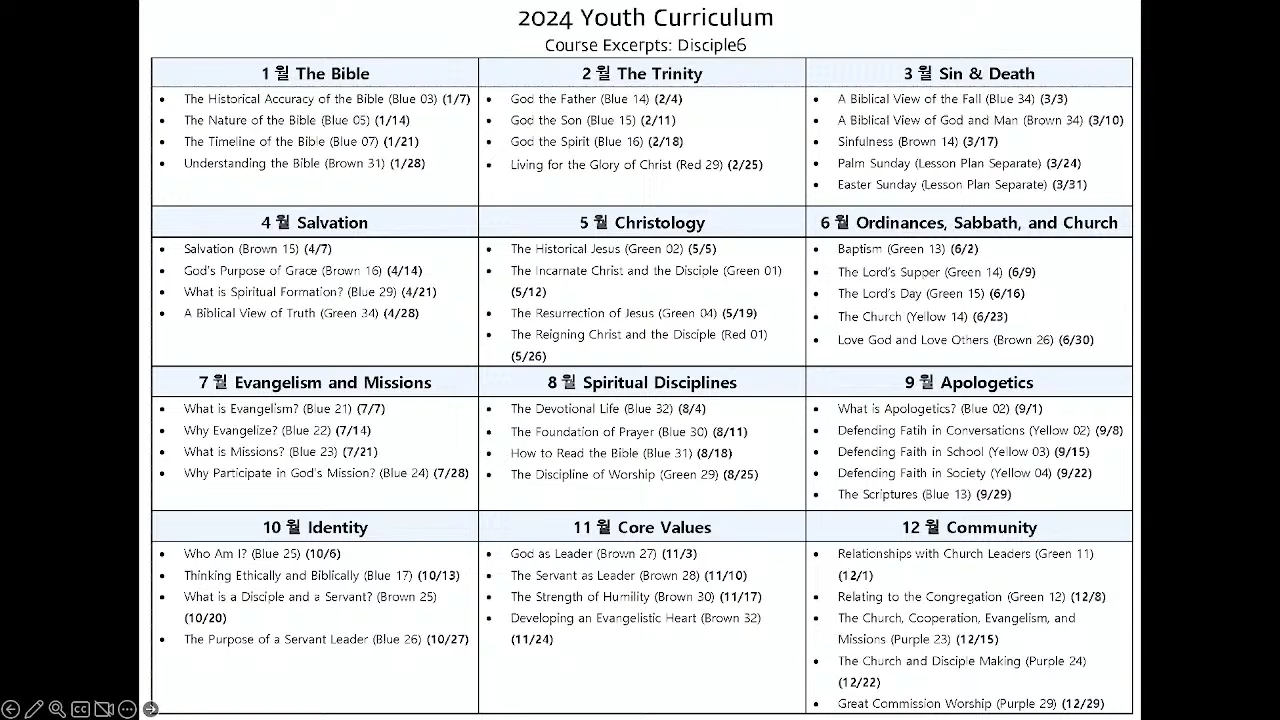 2024 Youth Curriculum
Course Excerpts: Disciple6
1 월 The Bible
• The Historical Accuracy of the Bible (Blue 03) (1/7)
• The Nature of the Bible (Blue 05) (1/14)
• The Timeline of the Bible (Blue 07) (1/21)
• Understanding the Bible (Brown 31) (1/28)
2 월 The Trinity
• God the Father (Blue 14) (2/4)
• God the Son (Blue 15) (2/11)
• God the Spirit (Blue 16) (2/18)
• Living for the Glory of Christ (Red 29) (2/25)
3 월 Sin & Death
• A Biblical View of the Fall (Blue 34) (3/3)
• A Biblical View of God and Man (Brown 34) (3/10)
• Sinfulness (Brown 14) (3/17)
• Palm Sunday (Lesson Plan Separate) (3/24)
• Easter Sunday (Lesson Plan Separate) (3/31)
4 월 Salvation
• Salvation (Brown 15) (4/7)
• God's Purpose of Grace (Brown 16) (4/14)
• What is Spiritual Formation? (Blue 29) (4/21)
• A Biblical View of Truth (Green 34) (4/28)
5 월 Christology
• The Historical Jesus (Green 02) (5/5)
• The Incarnate Christ and the Disciple (Green 01)
(5/12)
• The Resurrection of Jesus (Green 04) (5/19)
• The Reigning Christ and the Disciple (Red 01)
(5/26)
6 월 Ordinances, Sabbath, and Church
• Baptism (Green 13) (6/2)
• The Lord's Supper (Green 14) (6/9)
• The Lord's Day (Green 15) (6/16)
• The Church (Yellow 14) (6/23)
• Love God and Love Others (Brown 26) (6/30)
7 월 Evangelism and Missions
• What is Evangelism? (Blue 21) (7/7)
• Why Evangelize? (Blue 22) (7/14)
• What is Missions? (Blue 23) (7/21)
• Why Participate in God's Mission? (Blue 24) (7/28)
8 월 Spiritual Disciplines
• The Devotional Life (Blue 32) (8/4)
• The Foundation of Prayer (Blue 30) (8/11)
• How to Read the Bible (Blue 31) (8/18)
• The Discipline of Worship (Green 29) (8/25)
9 월 Apologetics
• What is Apologetics? (Blue 02) (9/1)
• Defending Faith in Conversations (Yellow 02) (9/8)
• Defending Faith in School (Yellow 03) (9/15)
• Defending Faith in Society (Yellow 04) (9/22)
• The Scriptures (Blue 13) (9/29)
10 월 Identity
• Who Am I? (Blue 25) (10/6)
• Thinking Ethically and Biblically (Blue 17) (10/13)
• What is a Disciple and a Servant? (Brown 25)
(10/20)
• The Purpose of a Servant Leader (Blue 26) (10/27)
11 월 Core Values
• God as Leader (Brown 27) (11/3)
• The Servant as Leader (Brown 28) (11/10)
• The Strength of Humility (Brown 30) (11/17)
• Developing an Evangelistic Heart (Brown 32)
(11/24)
12 월 Community
• Relationships with Church Leaders (Green 11)
(12/1)
• Relating to the Congregation (Green 12) (12/8)
• The Church, Cooperation, Evangelism, and
Missions (Purple 23) (12/15)
• The Church and Disciple Making (Purple 24)
(12/22)
• Great Commission Worship (Purple 29) (12/29)
CC